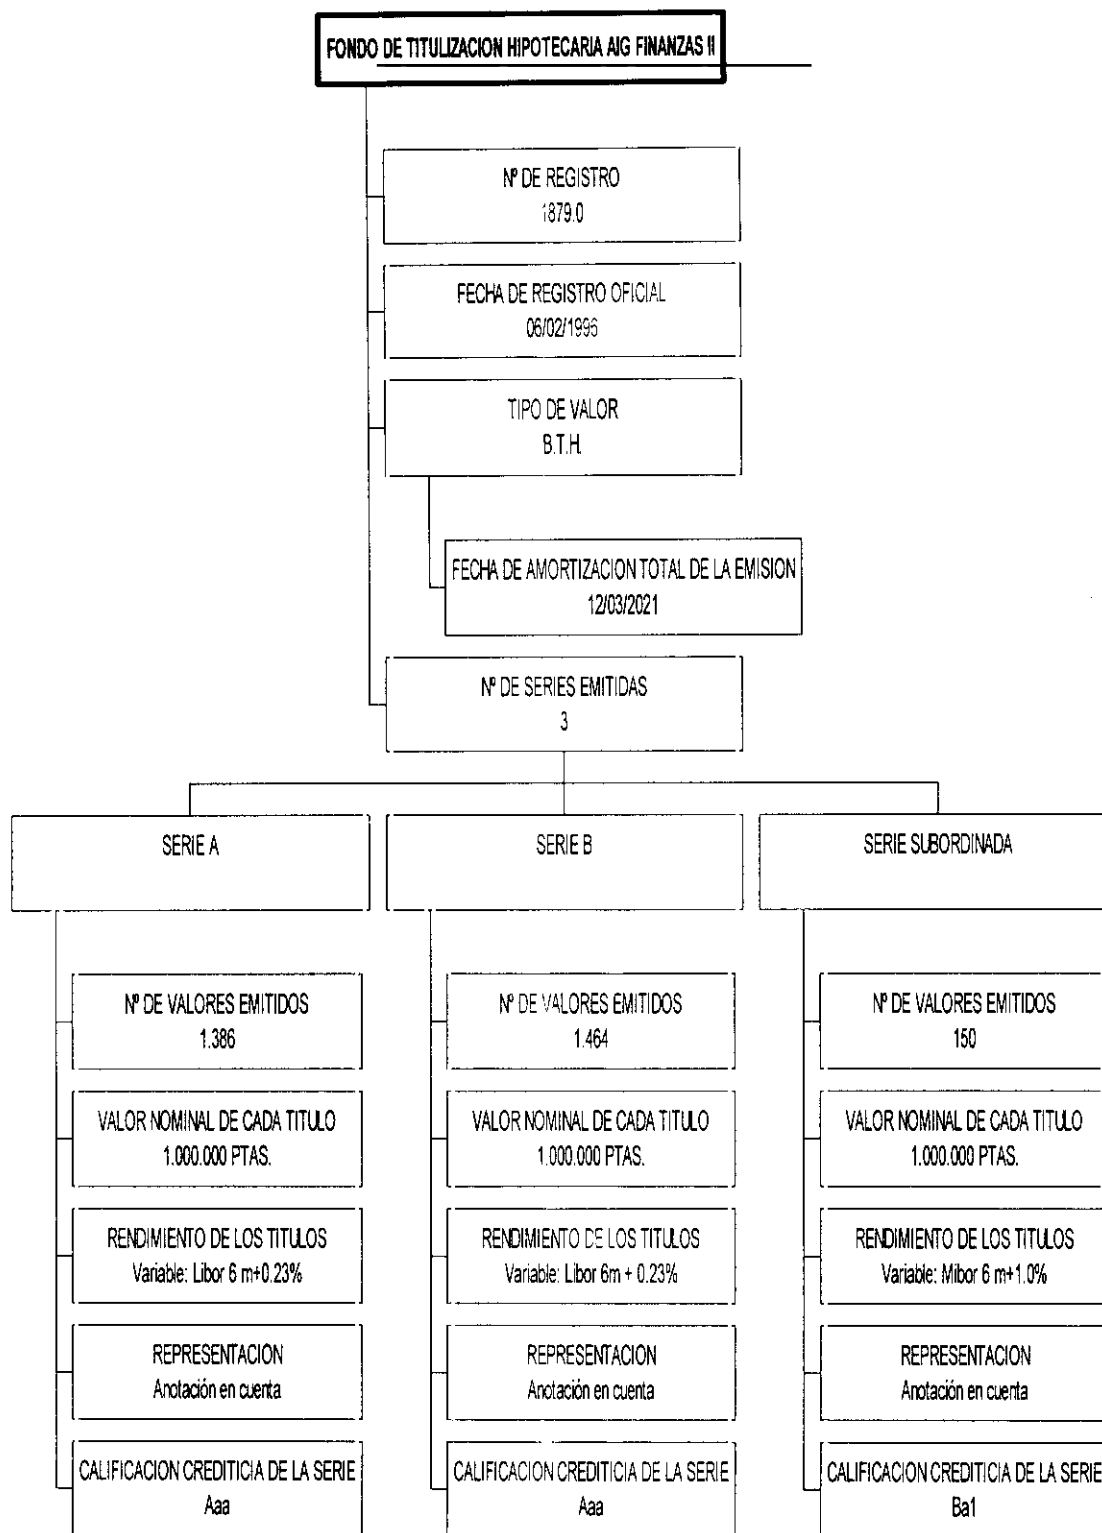 FONDO DE TITULIZACION HIPOTECARIA AIG FINANZAS II
Nº DE REGISTRO
1879.0
FECHA DE REGISTRO OFICIAL
06/02/1996
TIPO DE VALOR
B.T.H.
FECHA DE AMORTIZACION TOTAL DE LA EMISION
12/03/2021
Nº DE SERIES EMITIDAS
3
SERIE A
Nº DE VALORES EMITIDOS
1.386
VALOR NOMINAL DE CADA TITULO
1.000.000 PTAS.
RENDIMIENTO DE LOS TITULOS
Variable: Libor 6 m+0.23%
REPRESENTACION
Anotación en cuenta
CALIFICACION CREDITICIA DE LA SERIE
Aaa
SERIE B
Nº DE VALORES EMITIDOS
1.464
VALOR NOMINAL DE CADA TITULO
1.000.000 PTAS.
RENDIMIENTO DE LOS TITULOS
Variable: Libor 6m + 0.23%
REPRESENTACION
Anotación en cuenta
CALIFICACION CREDITICIA DE LA SERIE
Aaa
SERIE SUBORDINADA
Nº DE VALORES EMITIDOS
150
VALOR NOMINAL DE CADA TITULO
1.000.000 PTAS.
RENDIMIENTO DE LOS TITULOS
Variable: Mibor 6 m+1.0%
REPRESENTACION
Anotación en cuenta
CALIFICACION CREDITICIA DE LA SERIE
Ba1